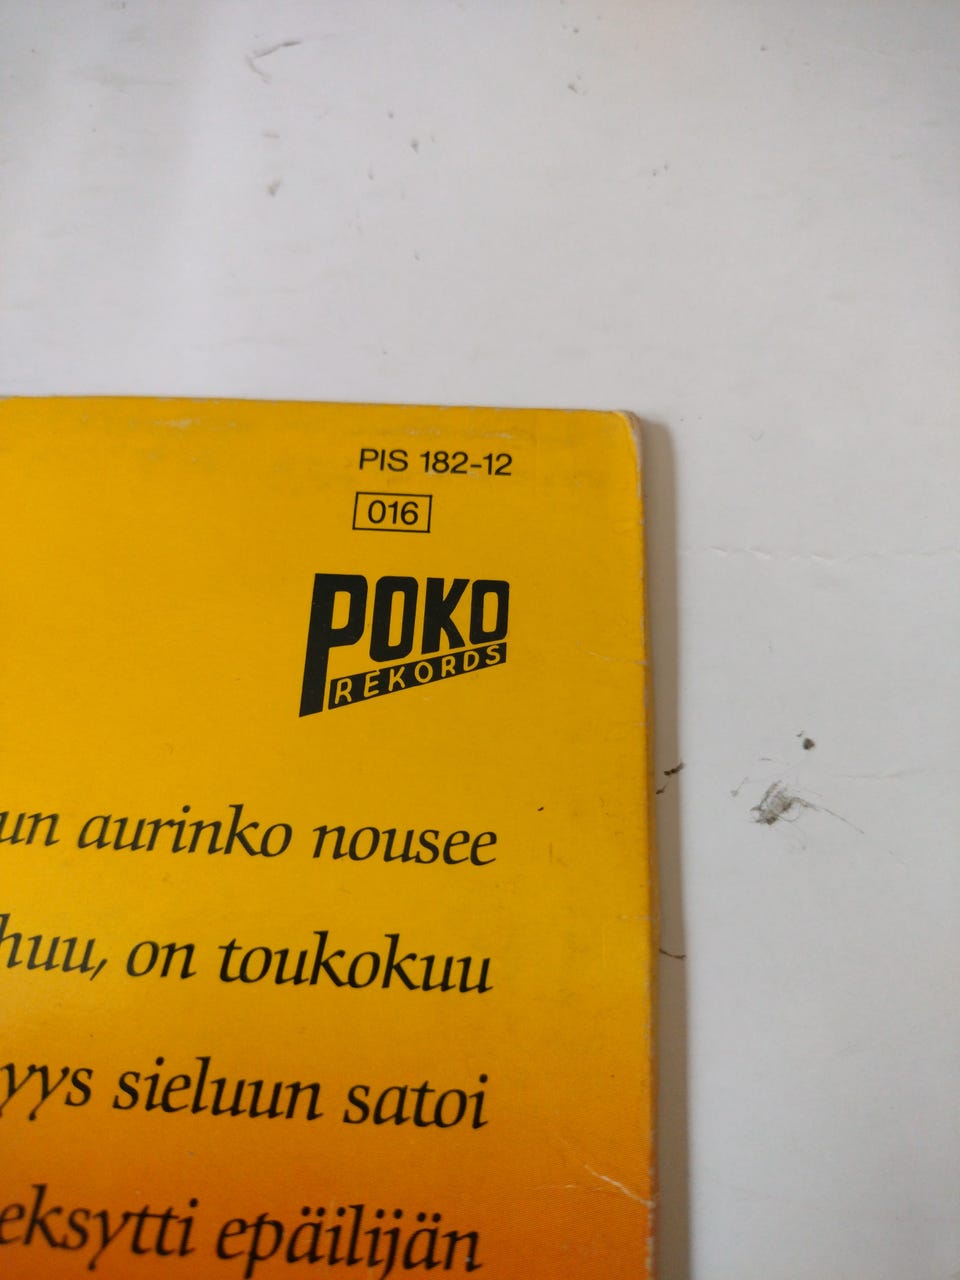 PIS 182-12
016
POKO
REKORDS
un aurinko nousee
huu, on toukokuu
yys sieluun satoi
eksytti epäilijän